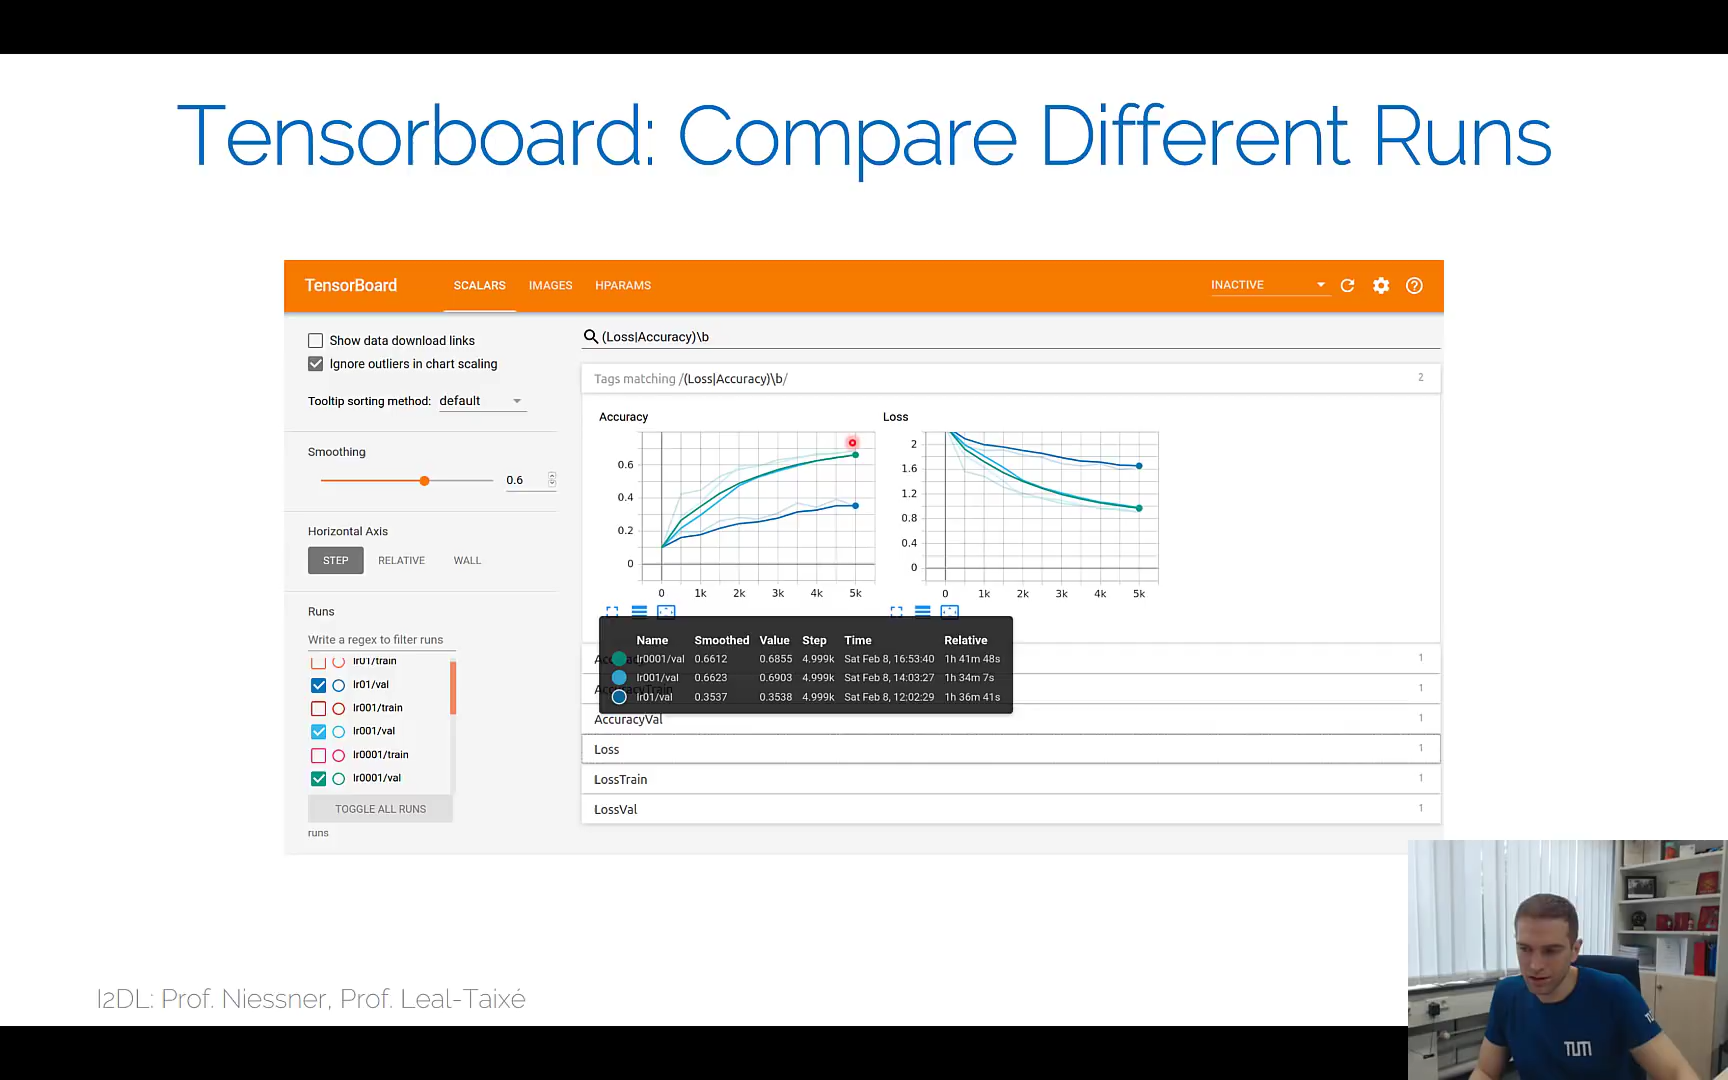 Tensorboard: Compare Different Runs
TensorBoard SCALARS IMAGES HPARAMS INACTIVE
Show data download links
Ignore outliers in chart scaling
Tooltip sorting method: default
Smoothing
0.6
Horizontal Axis
STEP RELATIVE WALL
Runs
Write a regex to filter runs
lr01/train
lr01/val
lr001/train
lr001/val
lr0001/train
lr0001/val
TOGGLE ALL RUNS
runs
(Loss|Accuracy)\b
Tags matching /(Loss|Accuracy)\b/ 2
Accuracy
0.6
0.4
0.2
0
0 1k 2k 3k 4k 5k
Loss
2
1.6
1.2
0.8
0.4
0
0 1k 2k 3k 4k 5k
Name Smoothed Value Step Time Relative
lr0001/val 0.6612 0.6855 4.999k Sat Feb 8, 16:53:40 1h 41m 48s
lr001/val 0.6623 0.6903 4.999k Sat Feb 8, 14:03:27 1h 34m 7s
lr01/val 0.3537 0.3538 4.999k Sat Feb 8, 12:02:29 1h 36m 41s
1
1
AccuracyVal 1
Loss 1
LossTrain 1
LossVal 1
I2DL: Prof. Niessner, Prof. Leal-Taixé
TUM